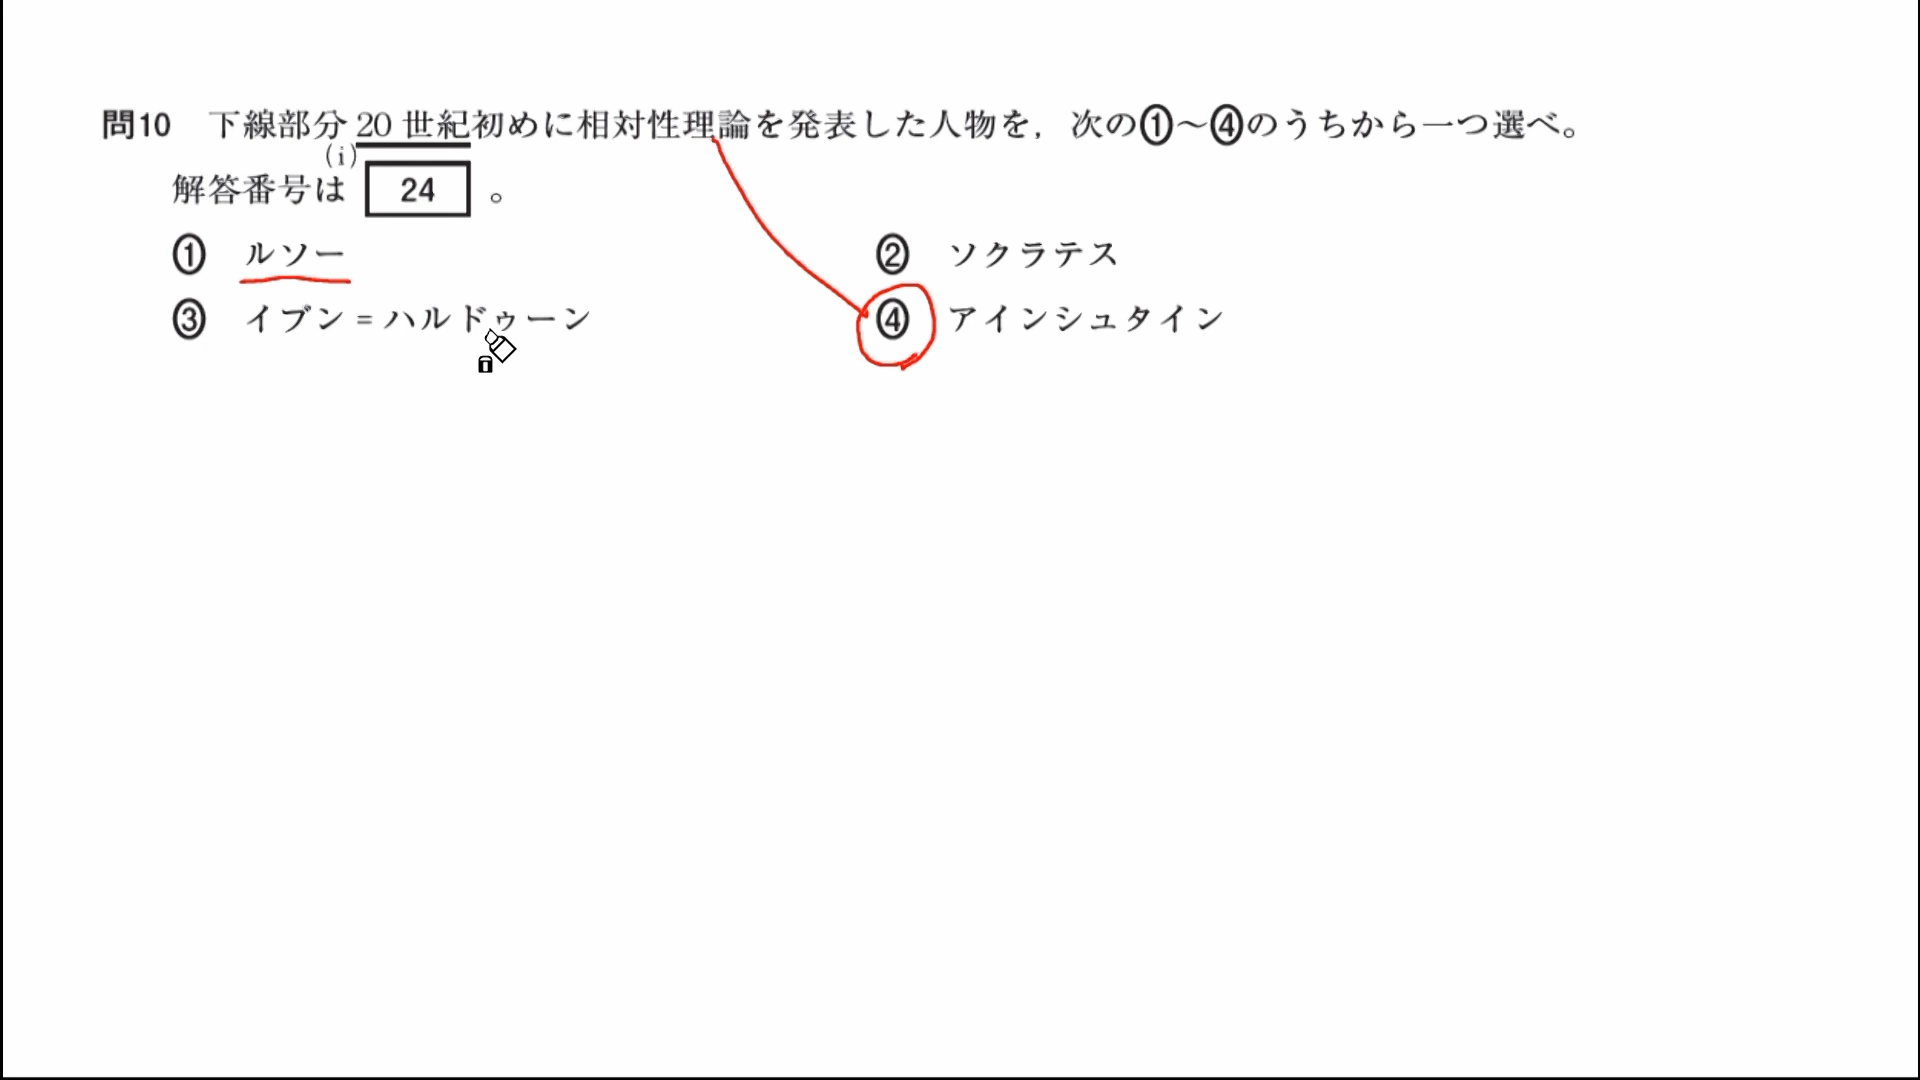 問10 下線部分20世紀初めに相対性理論を発表した人物を，次の①～④のうちから一つ選べ。
(i)
解答番号は 24 。
① ルソー ② ソクラテス
③ イブン＝ハルドゥーン ④ アインシュタイン